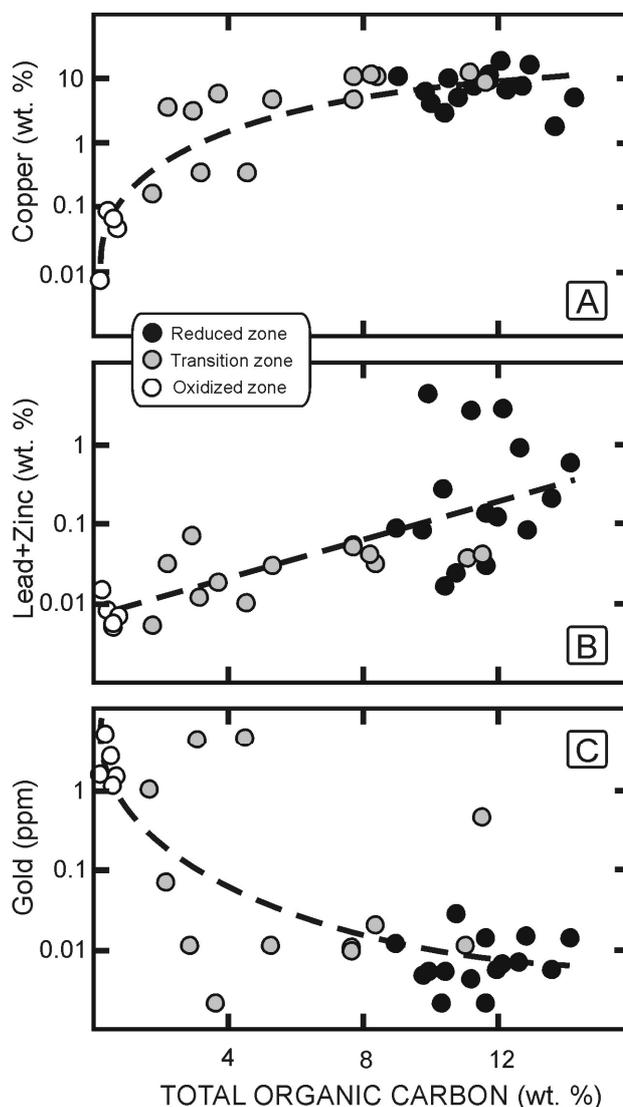 Copper (wt. %)
10
1
0.1
0.01
A
Reduced zone
Transition zone
Oxidized zone
Lead+Zinc (wt. %)
1
0.1
0.01
B
Gold (ppm)
1
0.1
0.01
C
4 8 12
TOTAL ORGANIC CARBON (wt. %)